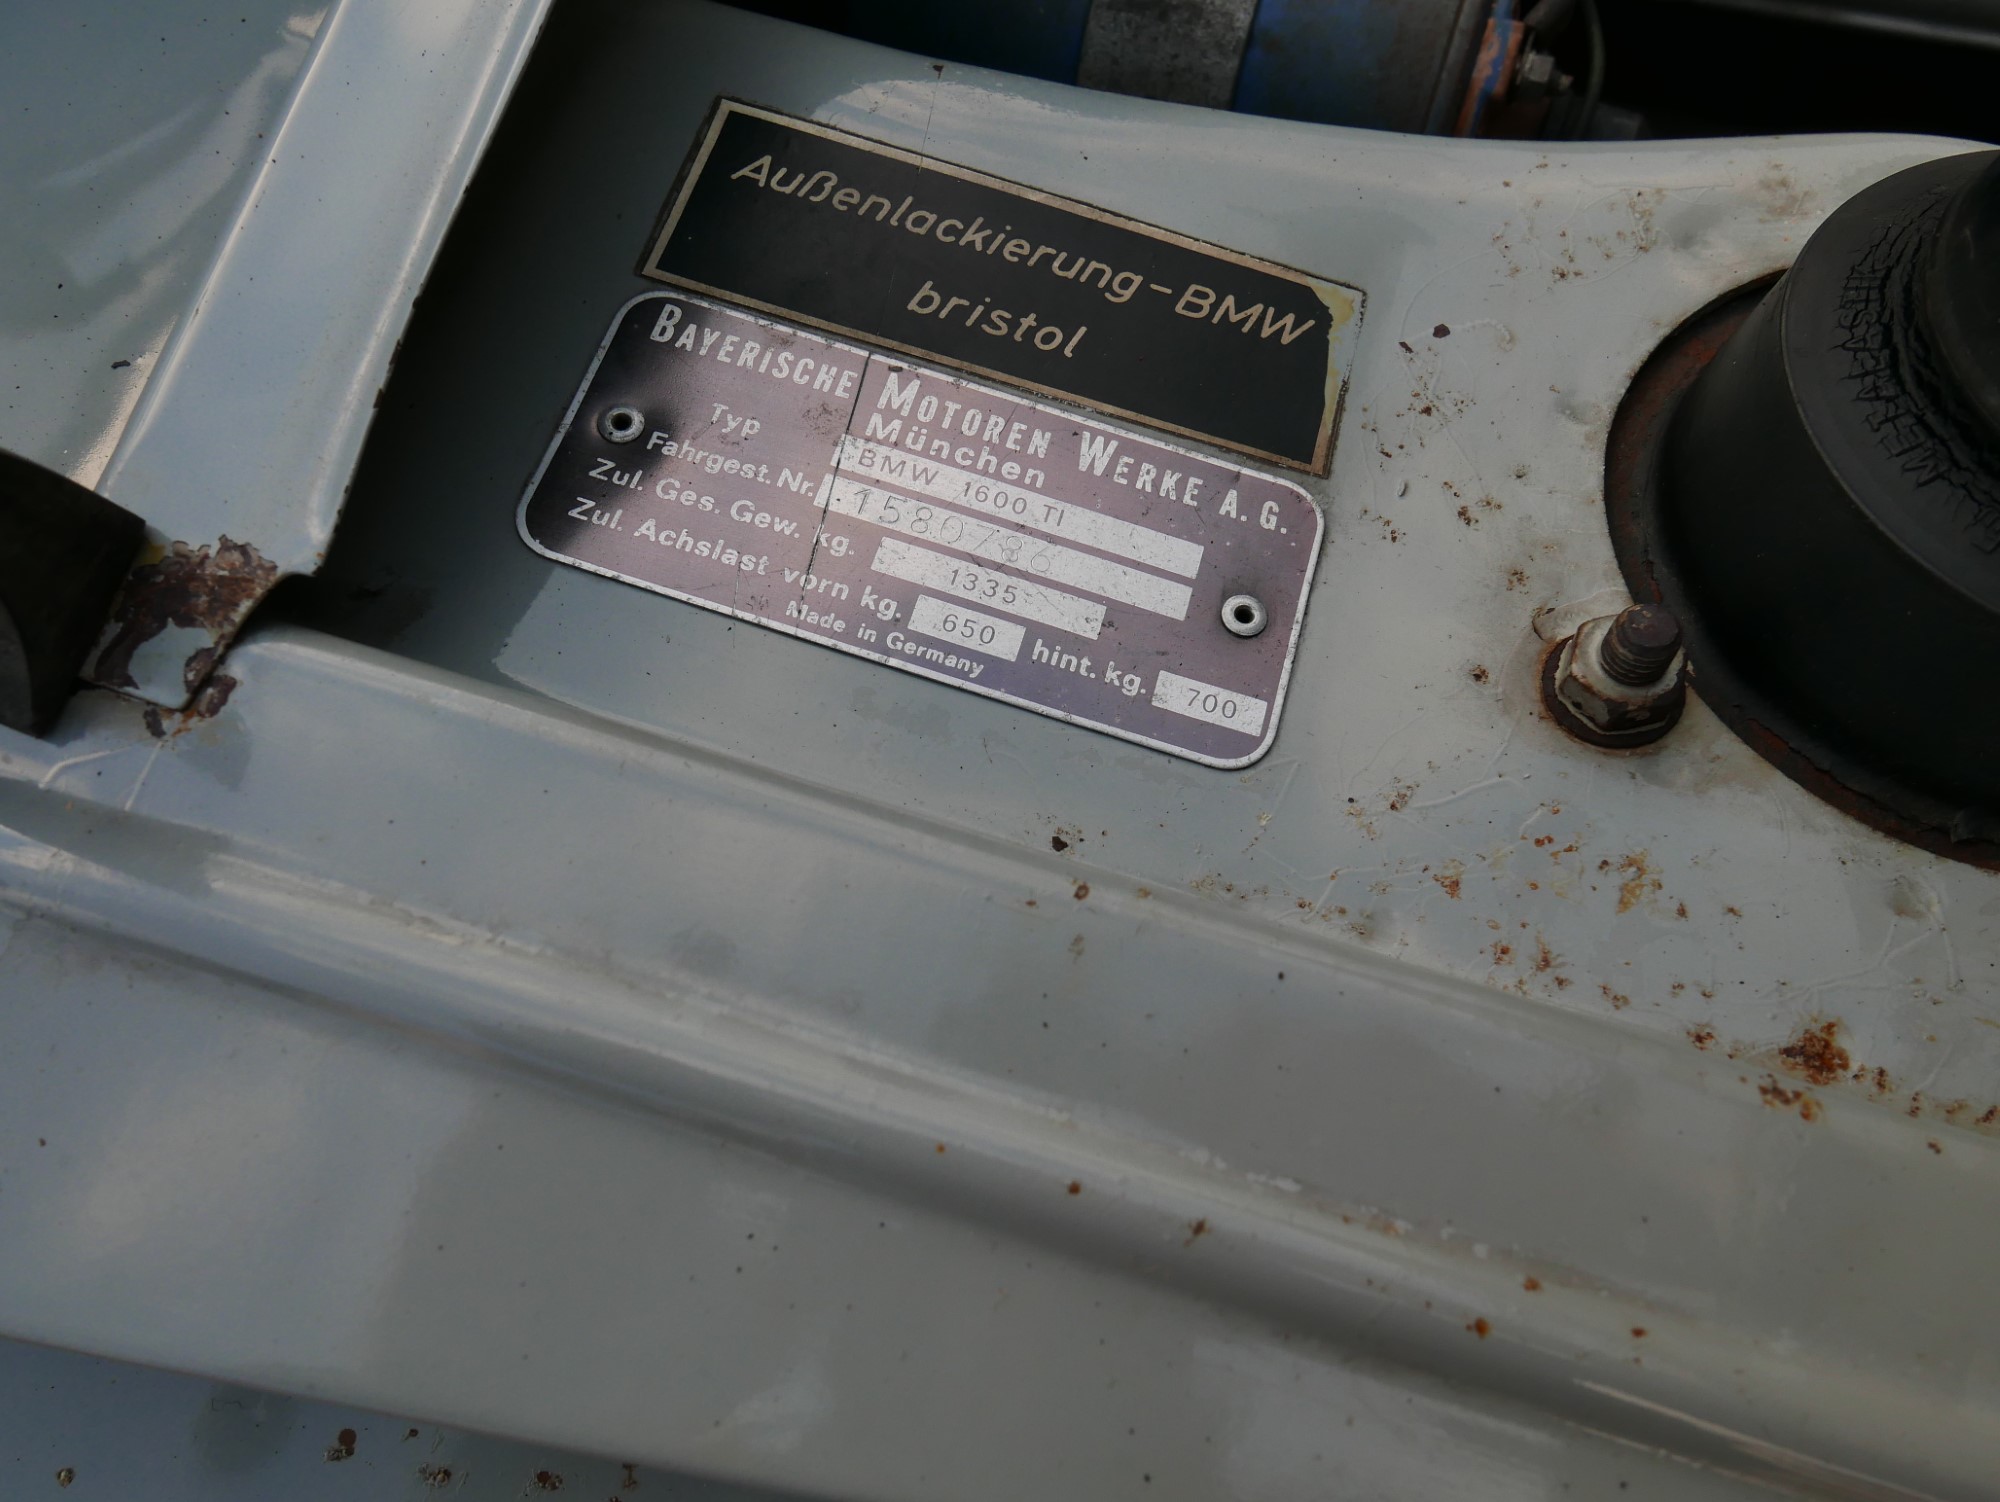 Außenlackierung-BMW
bristol
BAYERISCHE MOTOREN WERKE A.G.
München
Typ BMW 1600 TI
Fahrgest. Nr. 1580786
Zul. Ges. Gew. kg. 1335
Zul. Achslast vorn kg. 650 hint. kg. 700
Made in Germany